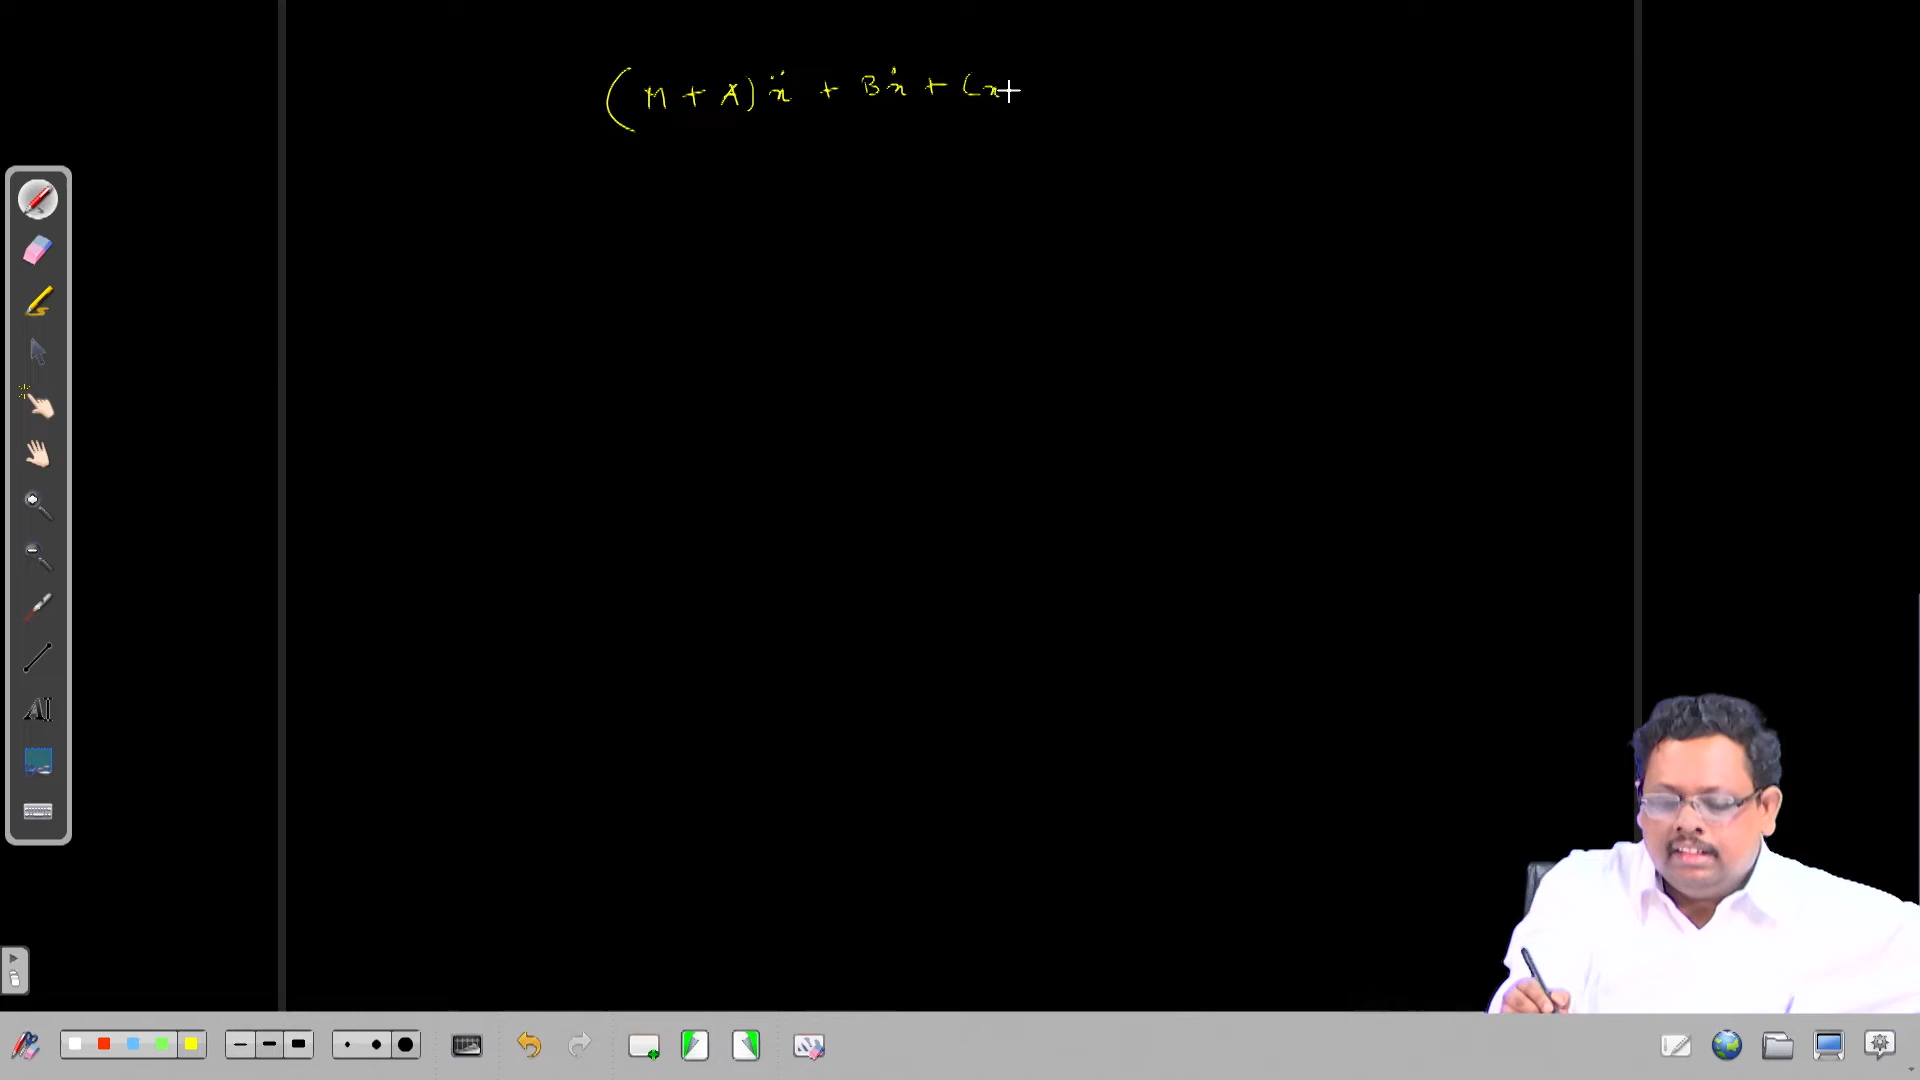 (M + A) ẍ + Bẋ + Cx